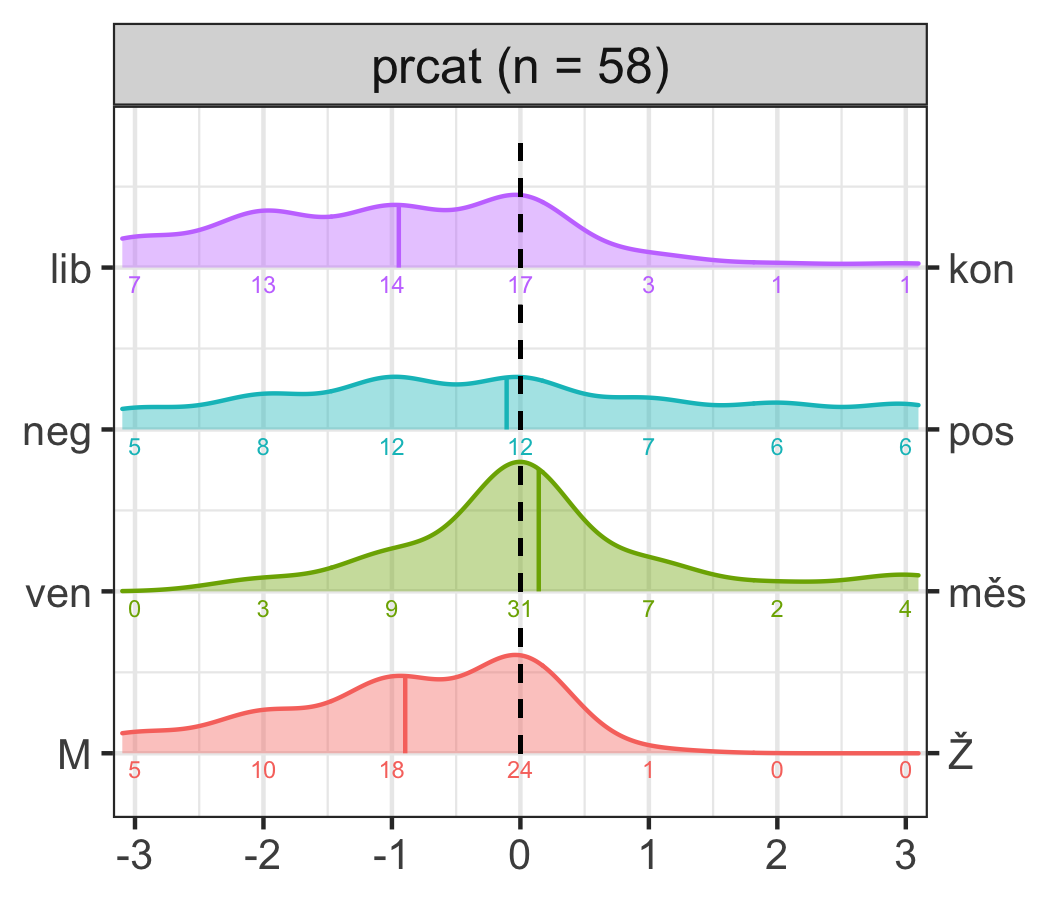 prcat (n = 58)
lib kon
7 13 14 17 3 1 1
neg pos
5 8 12 12 7 6 6
ven měs
0 3 9 31 7 2 4
M Ž
5 10 18 24 1 0 0
-3 -2 -1 0 1 2 3